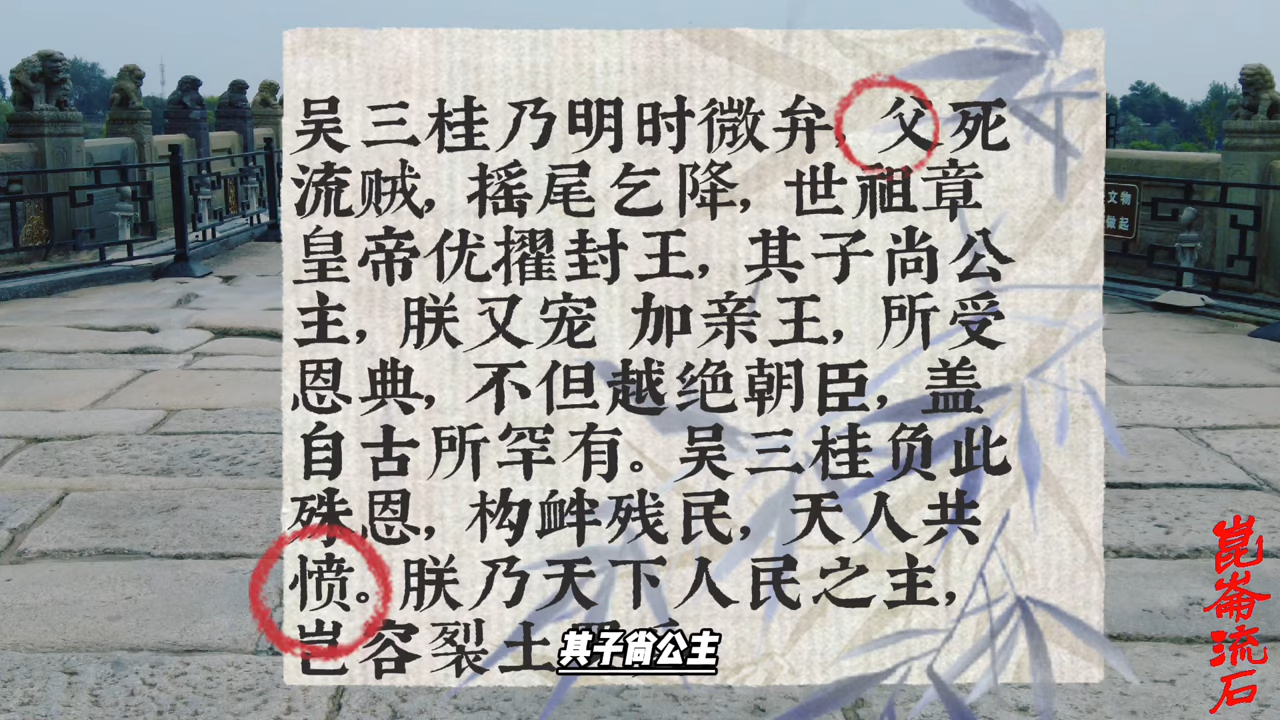 吴三桂乃明时微弁，父死
流贼，摇尾乞降，世祖章
皇帝优擢封王，其子尚公
主，朕又宠 加亲王，所受
恩典，不但越绝朝臣，盖
自古所罕有。吴三桂负此
殊恩，构衅残民，天人共
愤。朕乃天下人民之主，
岂容裂土
其子尚公主
文物
做起
崑崙流石